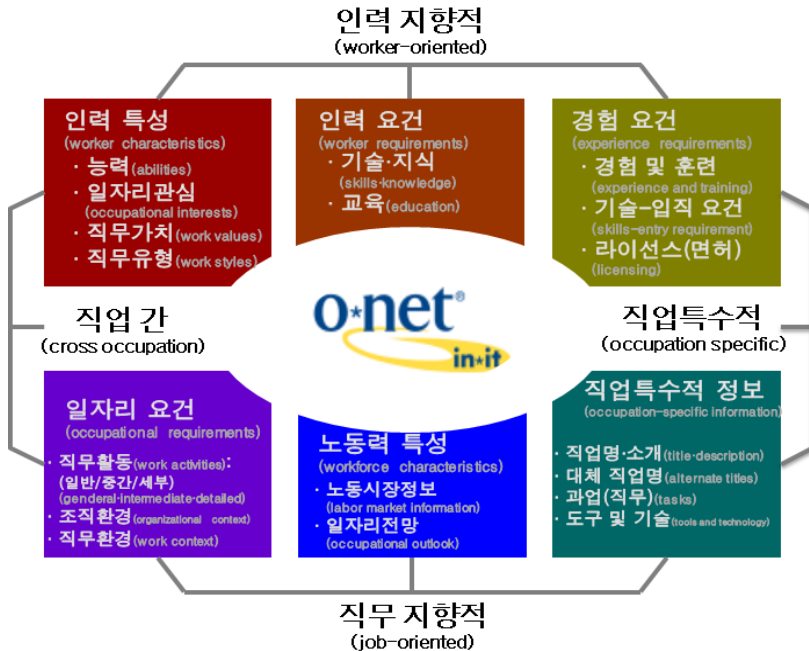 인력 지향적
(worker-oriented)
인력 특성
(worker characteristics)
· 능력(abilities)
· 일자리관심
(occupational interests)
· 직무가치(work values)
· 직무유형(work styles)
인력 요건
(worker requirements)
· 기술·지식
(skills·knowledge)
· 교육(education)
경험 요건
(experience requirements)
· 경험 및 훈련
(experience and training)
· 기술-입직 요건
(skills-entry requirement)
· 라이선스(면허)
(licensing)
직업 간
(cross occupation)
o*net®
in*it
직업특수적
(occupation specific)
일자리 요건
(occupational requirements)
· 직무활동(work activities):
(일반/중간/세부)
(genderal·intermediate·detailed)
· 조직환경(organizational context)
· 직무환경(work context)
노동력 특성
(workforce characteristics)
· 노동시장정보
(labor market information)
· 일자리전망
(occupational outlook)
직업특수적 정보
(occupation-specific information)
· 직업명·소개(title·description)
· 대체 직업명(alternate titles)
· 과업(직무)(tasks)
· 도구 및 기술(tools and technology)
직무 지향적
(job-oriented)